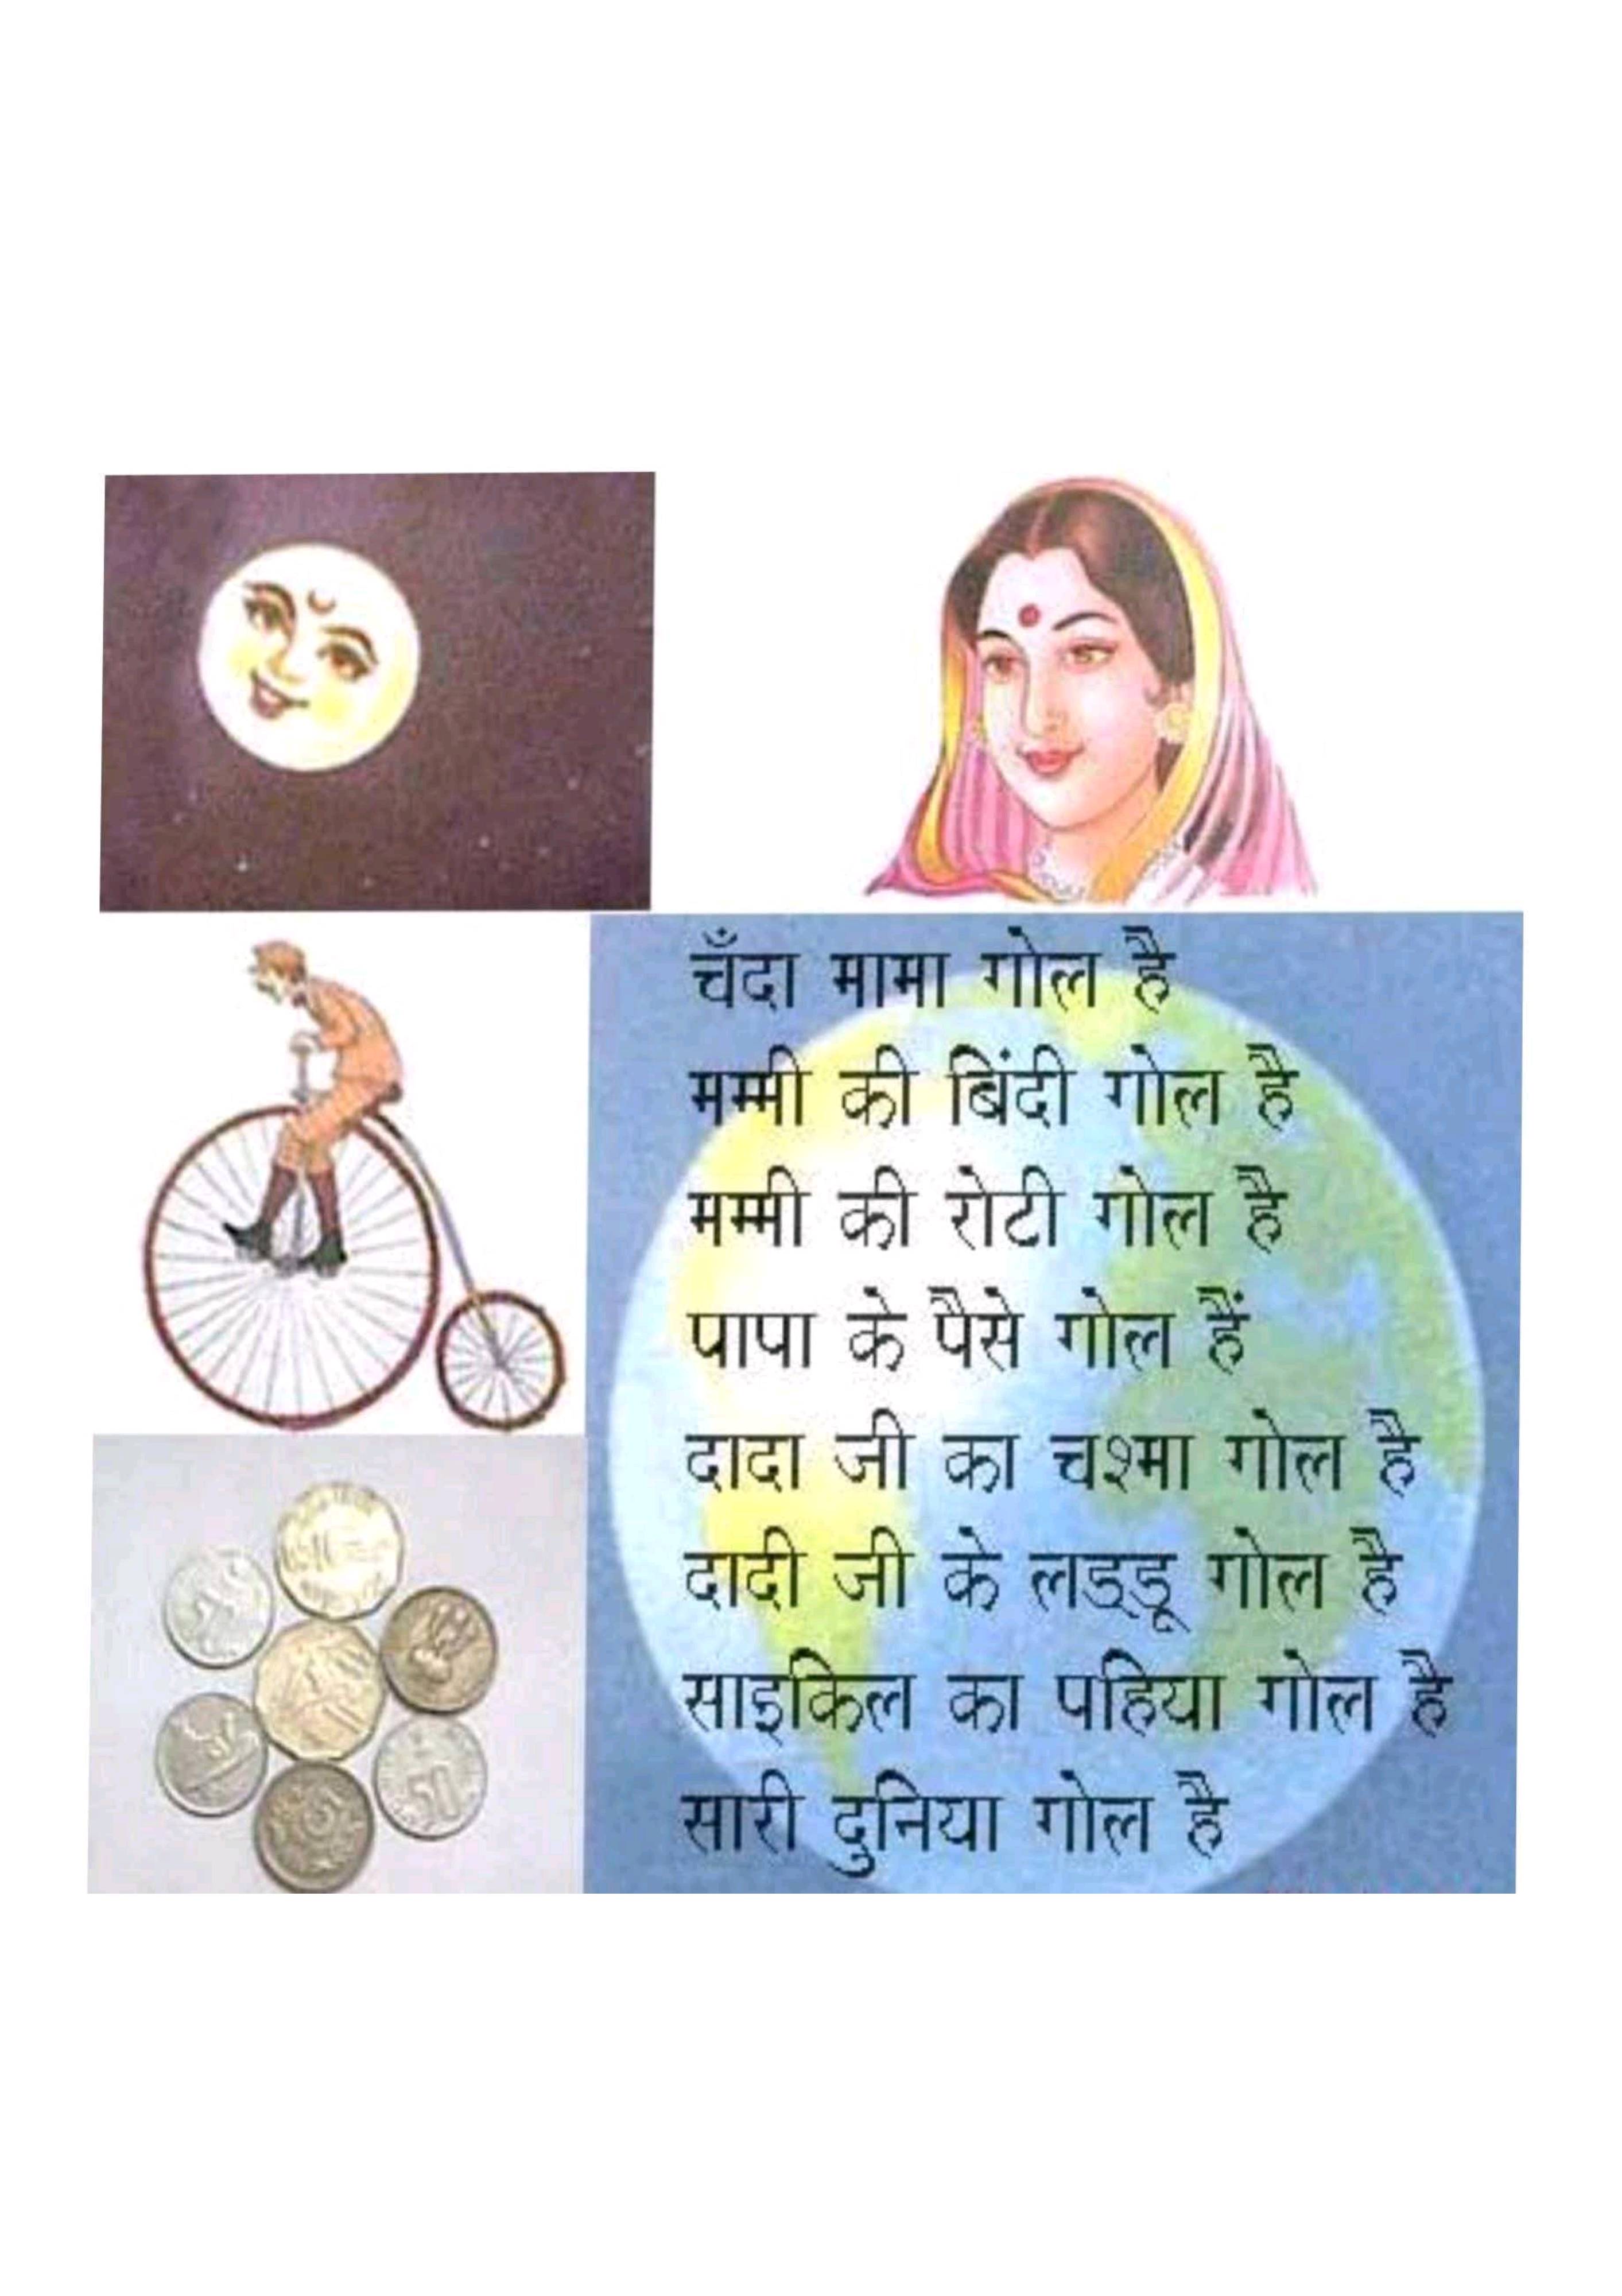 चँदा मामा गोल है
मम्मी की बिंदी गोल है
मम्मी की रोटी गोल है
पापा के पैसे गोल हैं
दादा जी का चश्मा गोल है
दादी जी के लड्डू गोल है
साइकिल का पहिया गोल है
सारी दुनिया गोल है